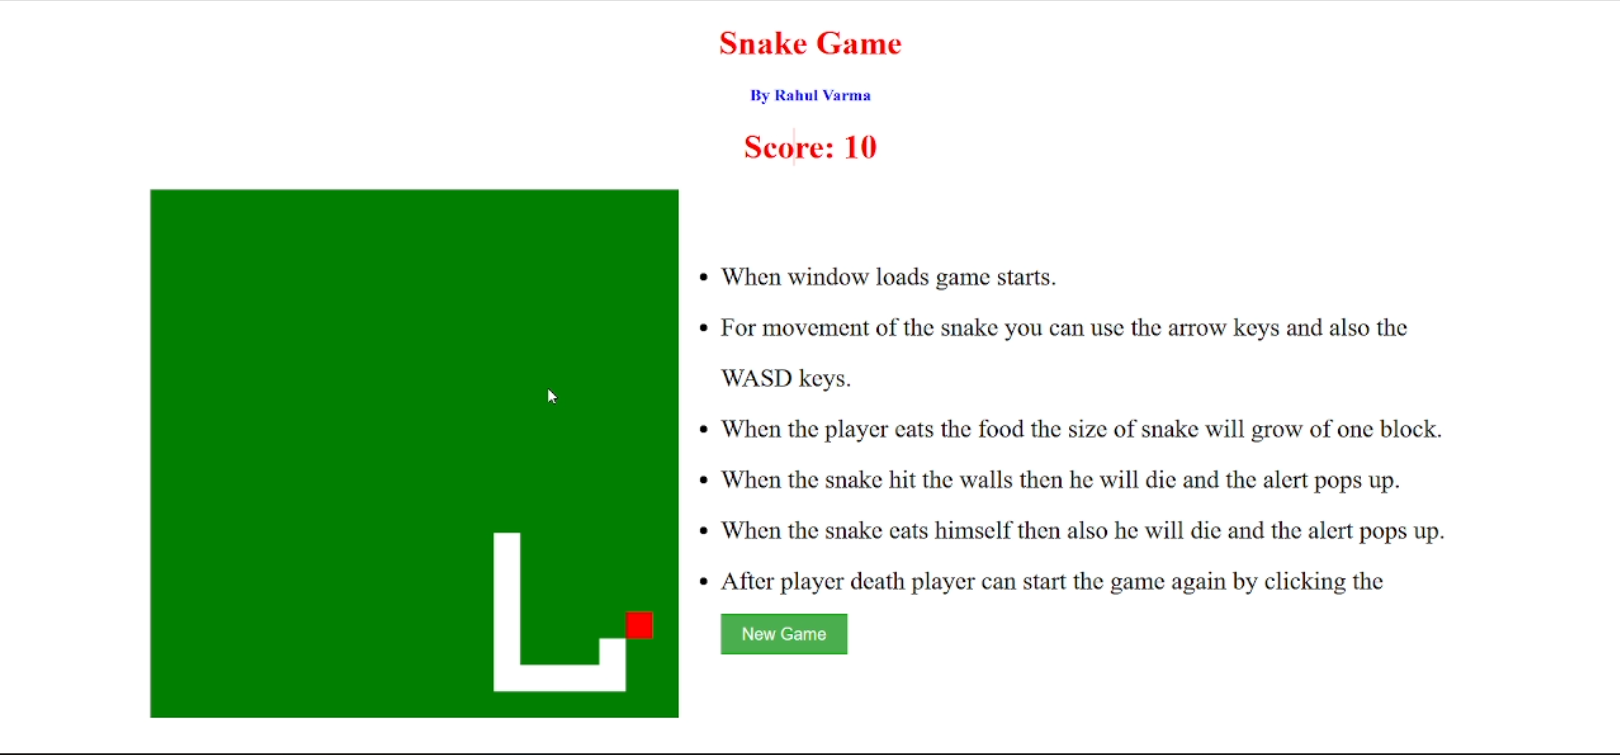 Snake Game
By Rahul Varma
Score: 10
When window loads game starts.
For movement of the snake you can use the arrow keys and also the
WASD keys.
When the player eats the food the size of snake will grow of one block.
When the snake hit the walls then he will die and the alert pops up.
When the snake eats himself then also he will die and the alert pops up.
After player death player can start the game again by clicking the
New Game